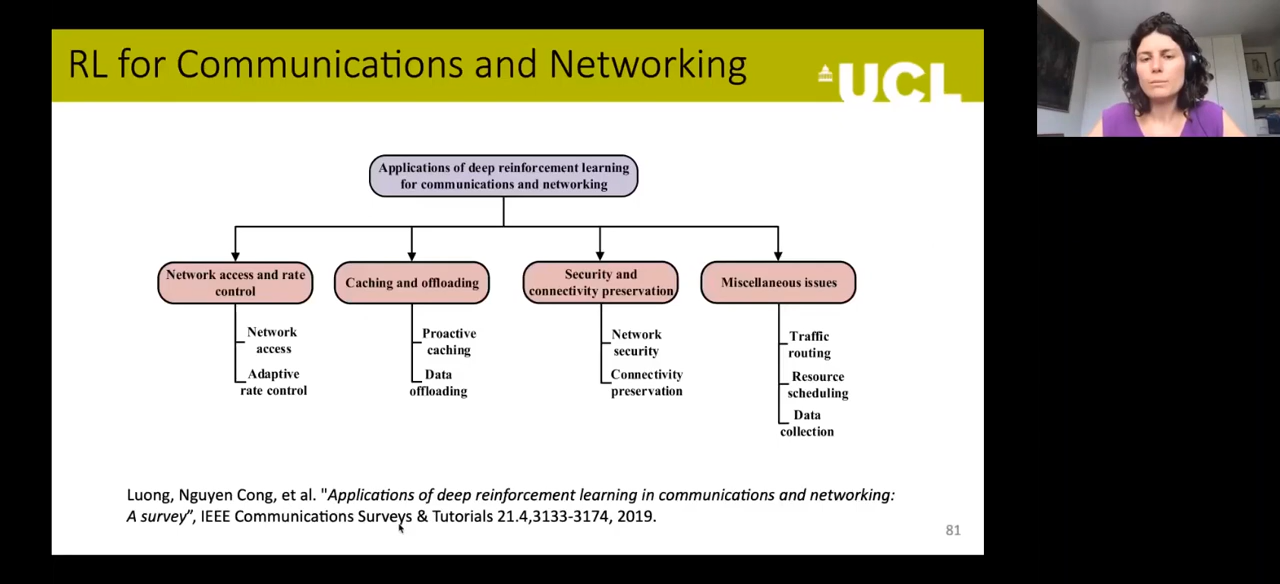 RL for Communications and Networking
UCL
Applications of deep reinforcement learning
for communications and networking
Network access and rate
control
Caching and offloading
Security and
connectivity preservation
Miscellaneous issues
Network
access
Adaptive
rate control
Proactive
caching
Data
offloading
Network
security
Connectivity
preservation
Traffic
routing
Resource
scheduling
Data
collection
Luong, Nguyen Cong, et al. "Applications of deep reinforcement learning in communications and networking:
A survey”, IEEE Communications Surveys & Tutorials 21.4,3133-3174, 2019.
81